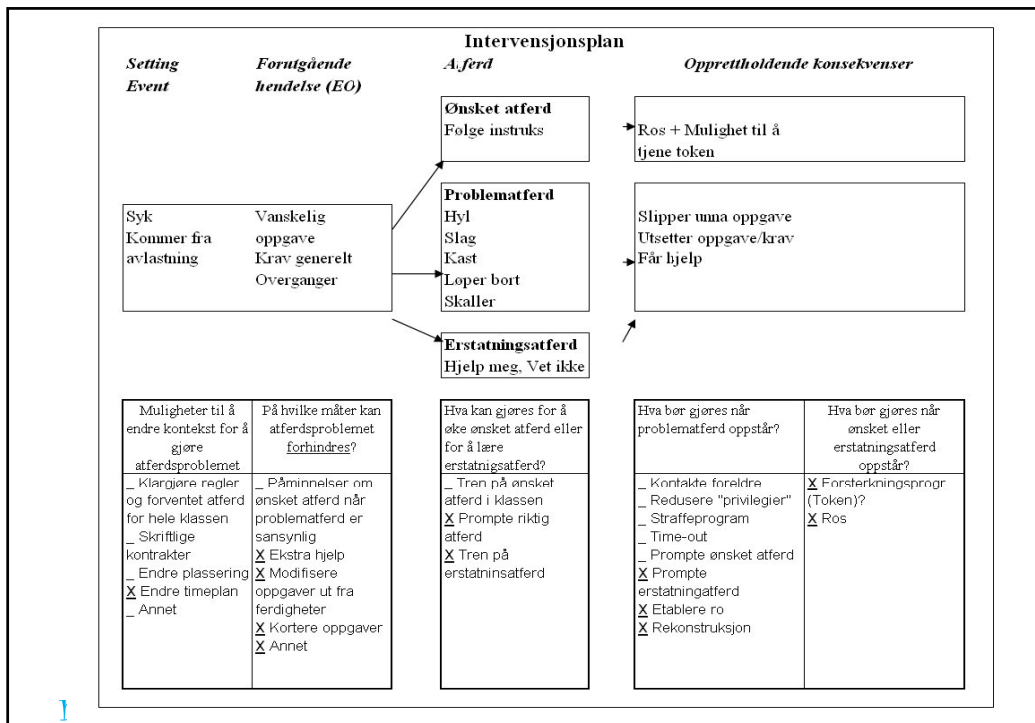 Intervensjonsplan
Setting
Event
Forutgående
hendelse (EO)
Atferd
Opprettholdende konsekvenser
Ønsket atferd
Følge instruks
Ros + Mulighet til å
tjene token
Syk
Kommer fra
avlastning
Vanskelig
oppgave
Krav generelt
Overganger
Problematferd
Hyl
Slag
Kast
Løper bort
Skaller
Slipper unna oppgave
Utsetter oppgave/krav
Får hjelp
Erstatningsatferd
Hjelp meg, Vet ikke
Muligheter til å
endre kontekst for å
gjøre
atferdsproblemet
_ Klargjøre regler
og forventet atferd
for hele klassen
_ Skriftlige
kontrakter
_ Endre plassering
X Endre timeplan
_ Annet
På hvilke måter kan
atferdsproblemet
forhindres?
_ Påminnelser om
ønsket atferd når
problematferd er
sansynlig
X Ekstra hjelp
X Modifisere
oppgaver ut fra
ferdigheter
X Kortere oppgaver
X Annet
Hva kan gjøres for å
øke ønsket atferd eller
for å lære
erstatnigsatferd?
_ Tren på ønsket
atferd i klassen
X Prompte riktig
atferd
X Tren på
erstatninsatferd
Hva bør gjøres når
problematferd oppstår?
_ Kontakte foreldre
_ Redusere "privilegier"
_ Straffeprogram
_ Time-out
_ Prompte ønsket atferd
X Prompte
erstatingatferd
X Etablere ro
X Rekonstruksjon
Hva bør gjøres når
ønsket eller
erstatningsatferd
oppstår?
X Forsterkningsprogr
(Token)?
X Ros